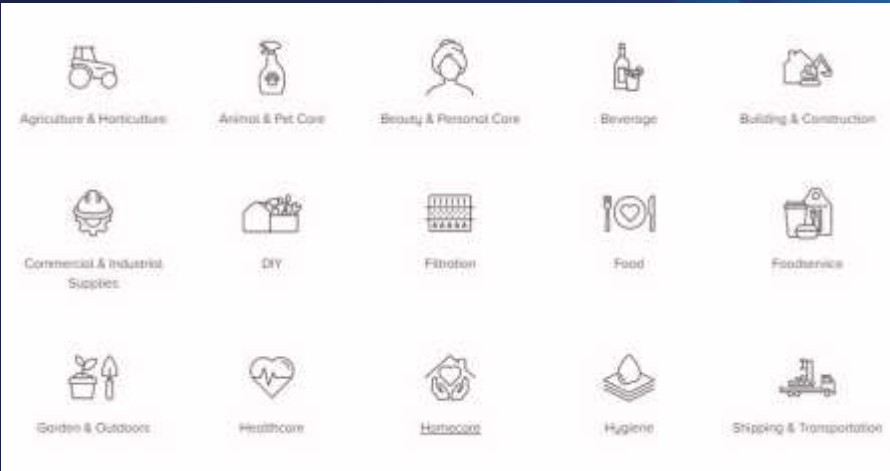 Agriculture & Horticulture
Animal & Pet Care
Beauty & Personal Care
Beverage
Building & Construction
Commercial & Industrial
Supplies
DIY
Filtration
Food
Foodservice
Garden & Outdoors
Healthcare
Homecare
Hygiene
Shipping & Transportation